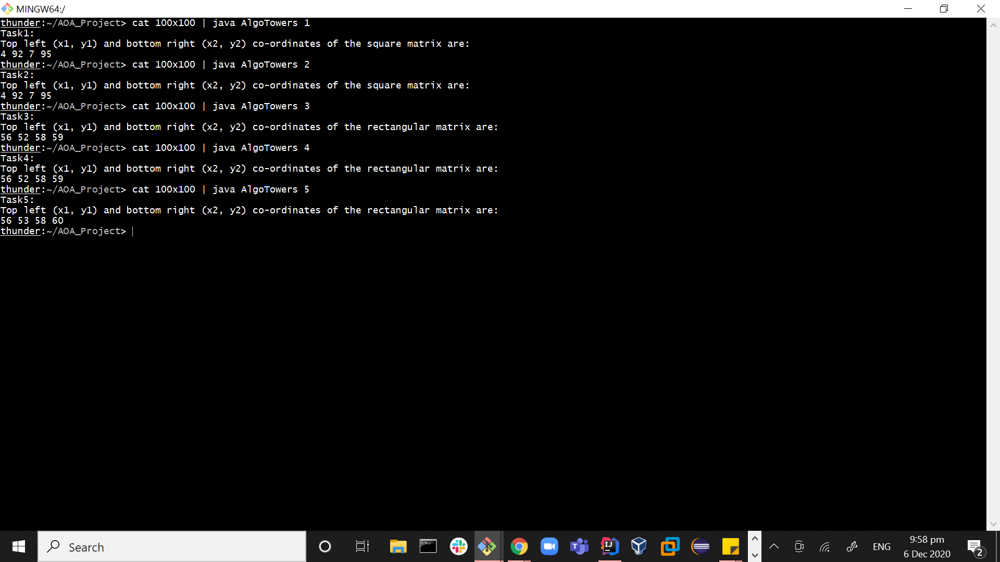 MINGW64:/
thunder:~/AOA_Project> cat 100x100 | java AlgoTowers 1
Task1:
Top left (x1, y1) and bottom right (x2, y2) co-ordinates of the square matrix are:
4 92 7 95
thunder:~/AOA_Project> cat 100x100 | java AlgoTowers 2
Task2:
Top left (x1, y1) and bottom right (x2, y2) co-ordinates of the square matrix are:
4 92 7 95
thunder:~/AOA_Project> cat 100x100 | java AlgoTowers 3
Task3:
Top left (x1, y1) and bottom right (x2, y2) co-ordinates of the rectangular matrix are:
56 52 58 59
thunder:~/AOA_Project> cat 100x100 | java AlgoTowers 4
Task4:
Top left (x1, y1) and bottom right (x2, y2) co-ordinates of the rectangular matrix are:
56 52 58 59
thunder:~/AOA_Project> cat 100x100 | java AlgoTowers 5
Task5:
Top left (x1, y1) and bottom right (x2, y2) co-ordinates of the rectangular matrix are:
56 53 58 60
thunder:~/AOA_Project>
Search
T
IJ
ENG
9:58 pm
6 Dec 2020
2